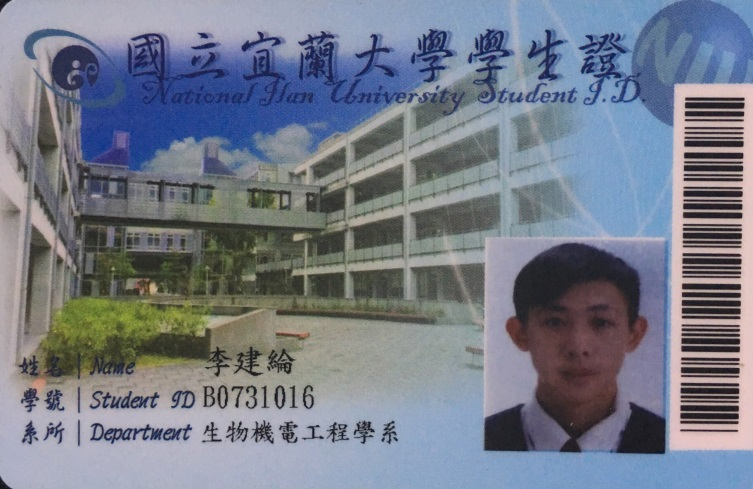 國立宜蘭大學學生證
National Ilan University Student I.D.
NIU
姓名 | Name 李建綸
學號 | Student ID B0731016
系所 | Department 生物機電工程學系